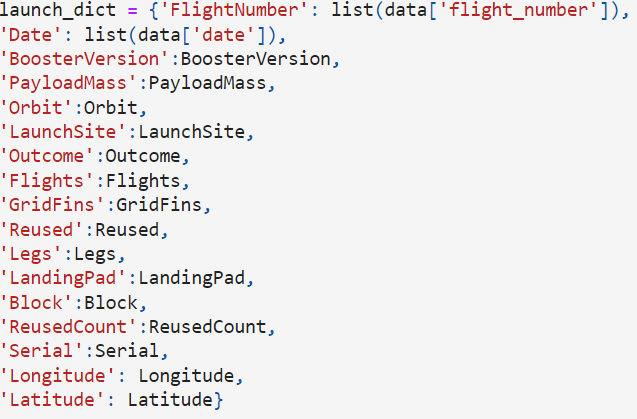 launch_dict = {'FlightNumber': list(data['flight_number']),
'Date': list(data['date']),
'BoosterVersion':BoosterVersion,
'PayloadMass':PayloadMass,
'Orbit':Orbit,
'LaunchSite':LaunchSite,
'Outcome':Outcome,
'Flights':Flights,
'GridFins':GridFins,
'Reused':Reused,
'Legs':Legs,
'LandingPad':LandingPad,
'Block':Block,
'ReusedCount':ReusedCount,
'Serial':Serial,
'Longitude': Longitude,
'Latitude': Latitude}